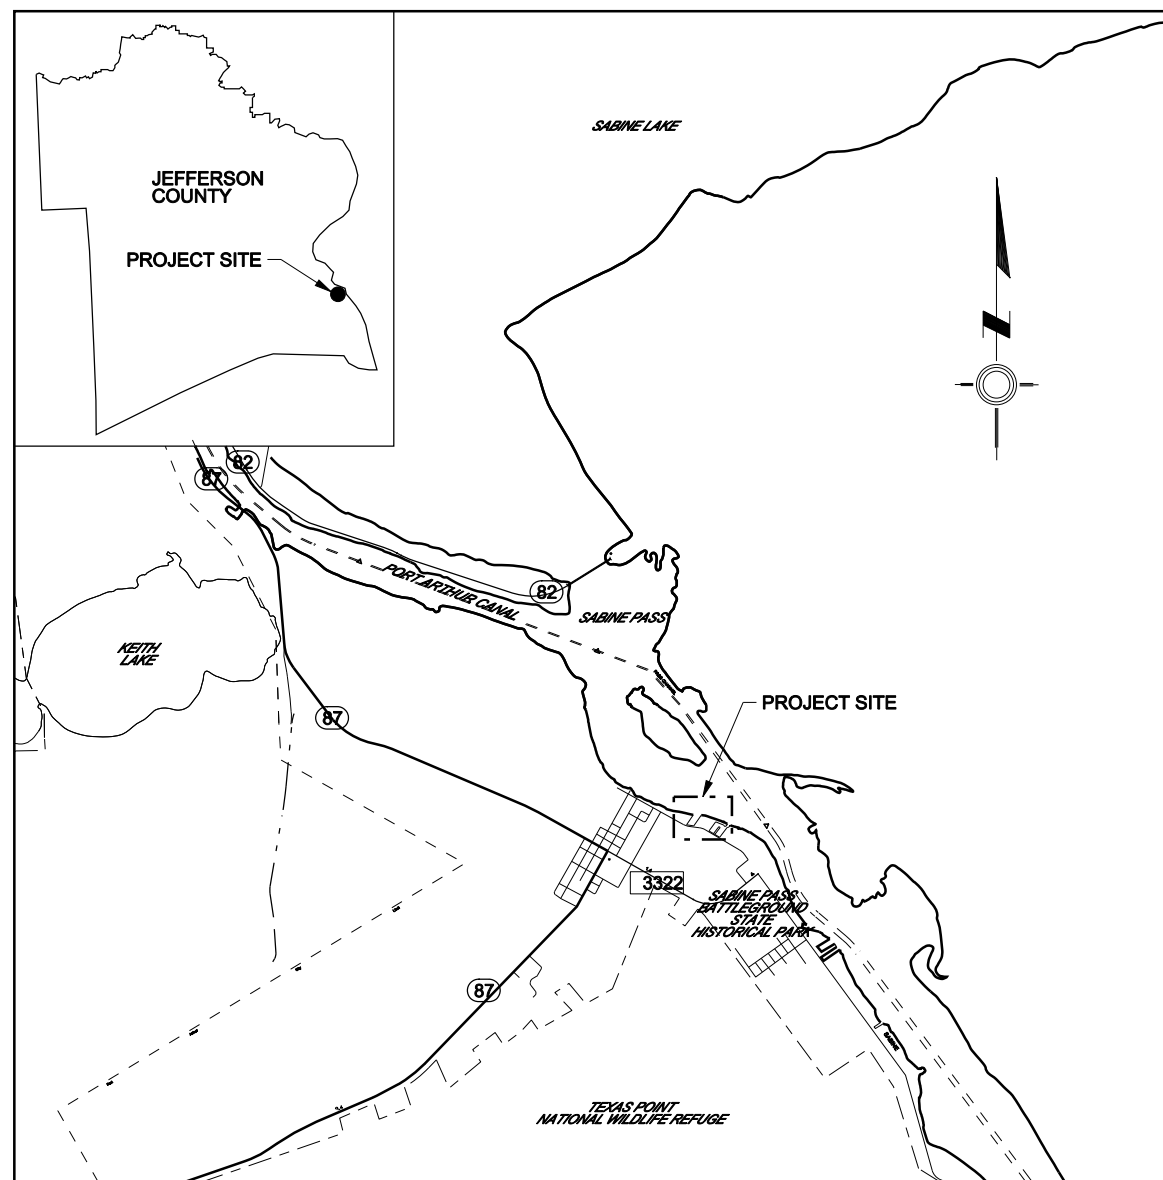 SABINE LAKE
JEFFERSON
COUNTY
PROJECT SITE
N
82
87
PORT ARTHUR CANAL
82
SABINE PASS
KEITH
LAKE
87
PROJECT SITE
3322
SABINE PASS
BATTLEGROUND
STATE
HISTORICAL PARK
87
SABINE
TEXAS POINT
NATIONAL WILDLIFE REFUGE